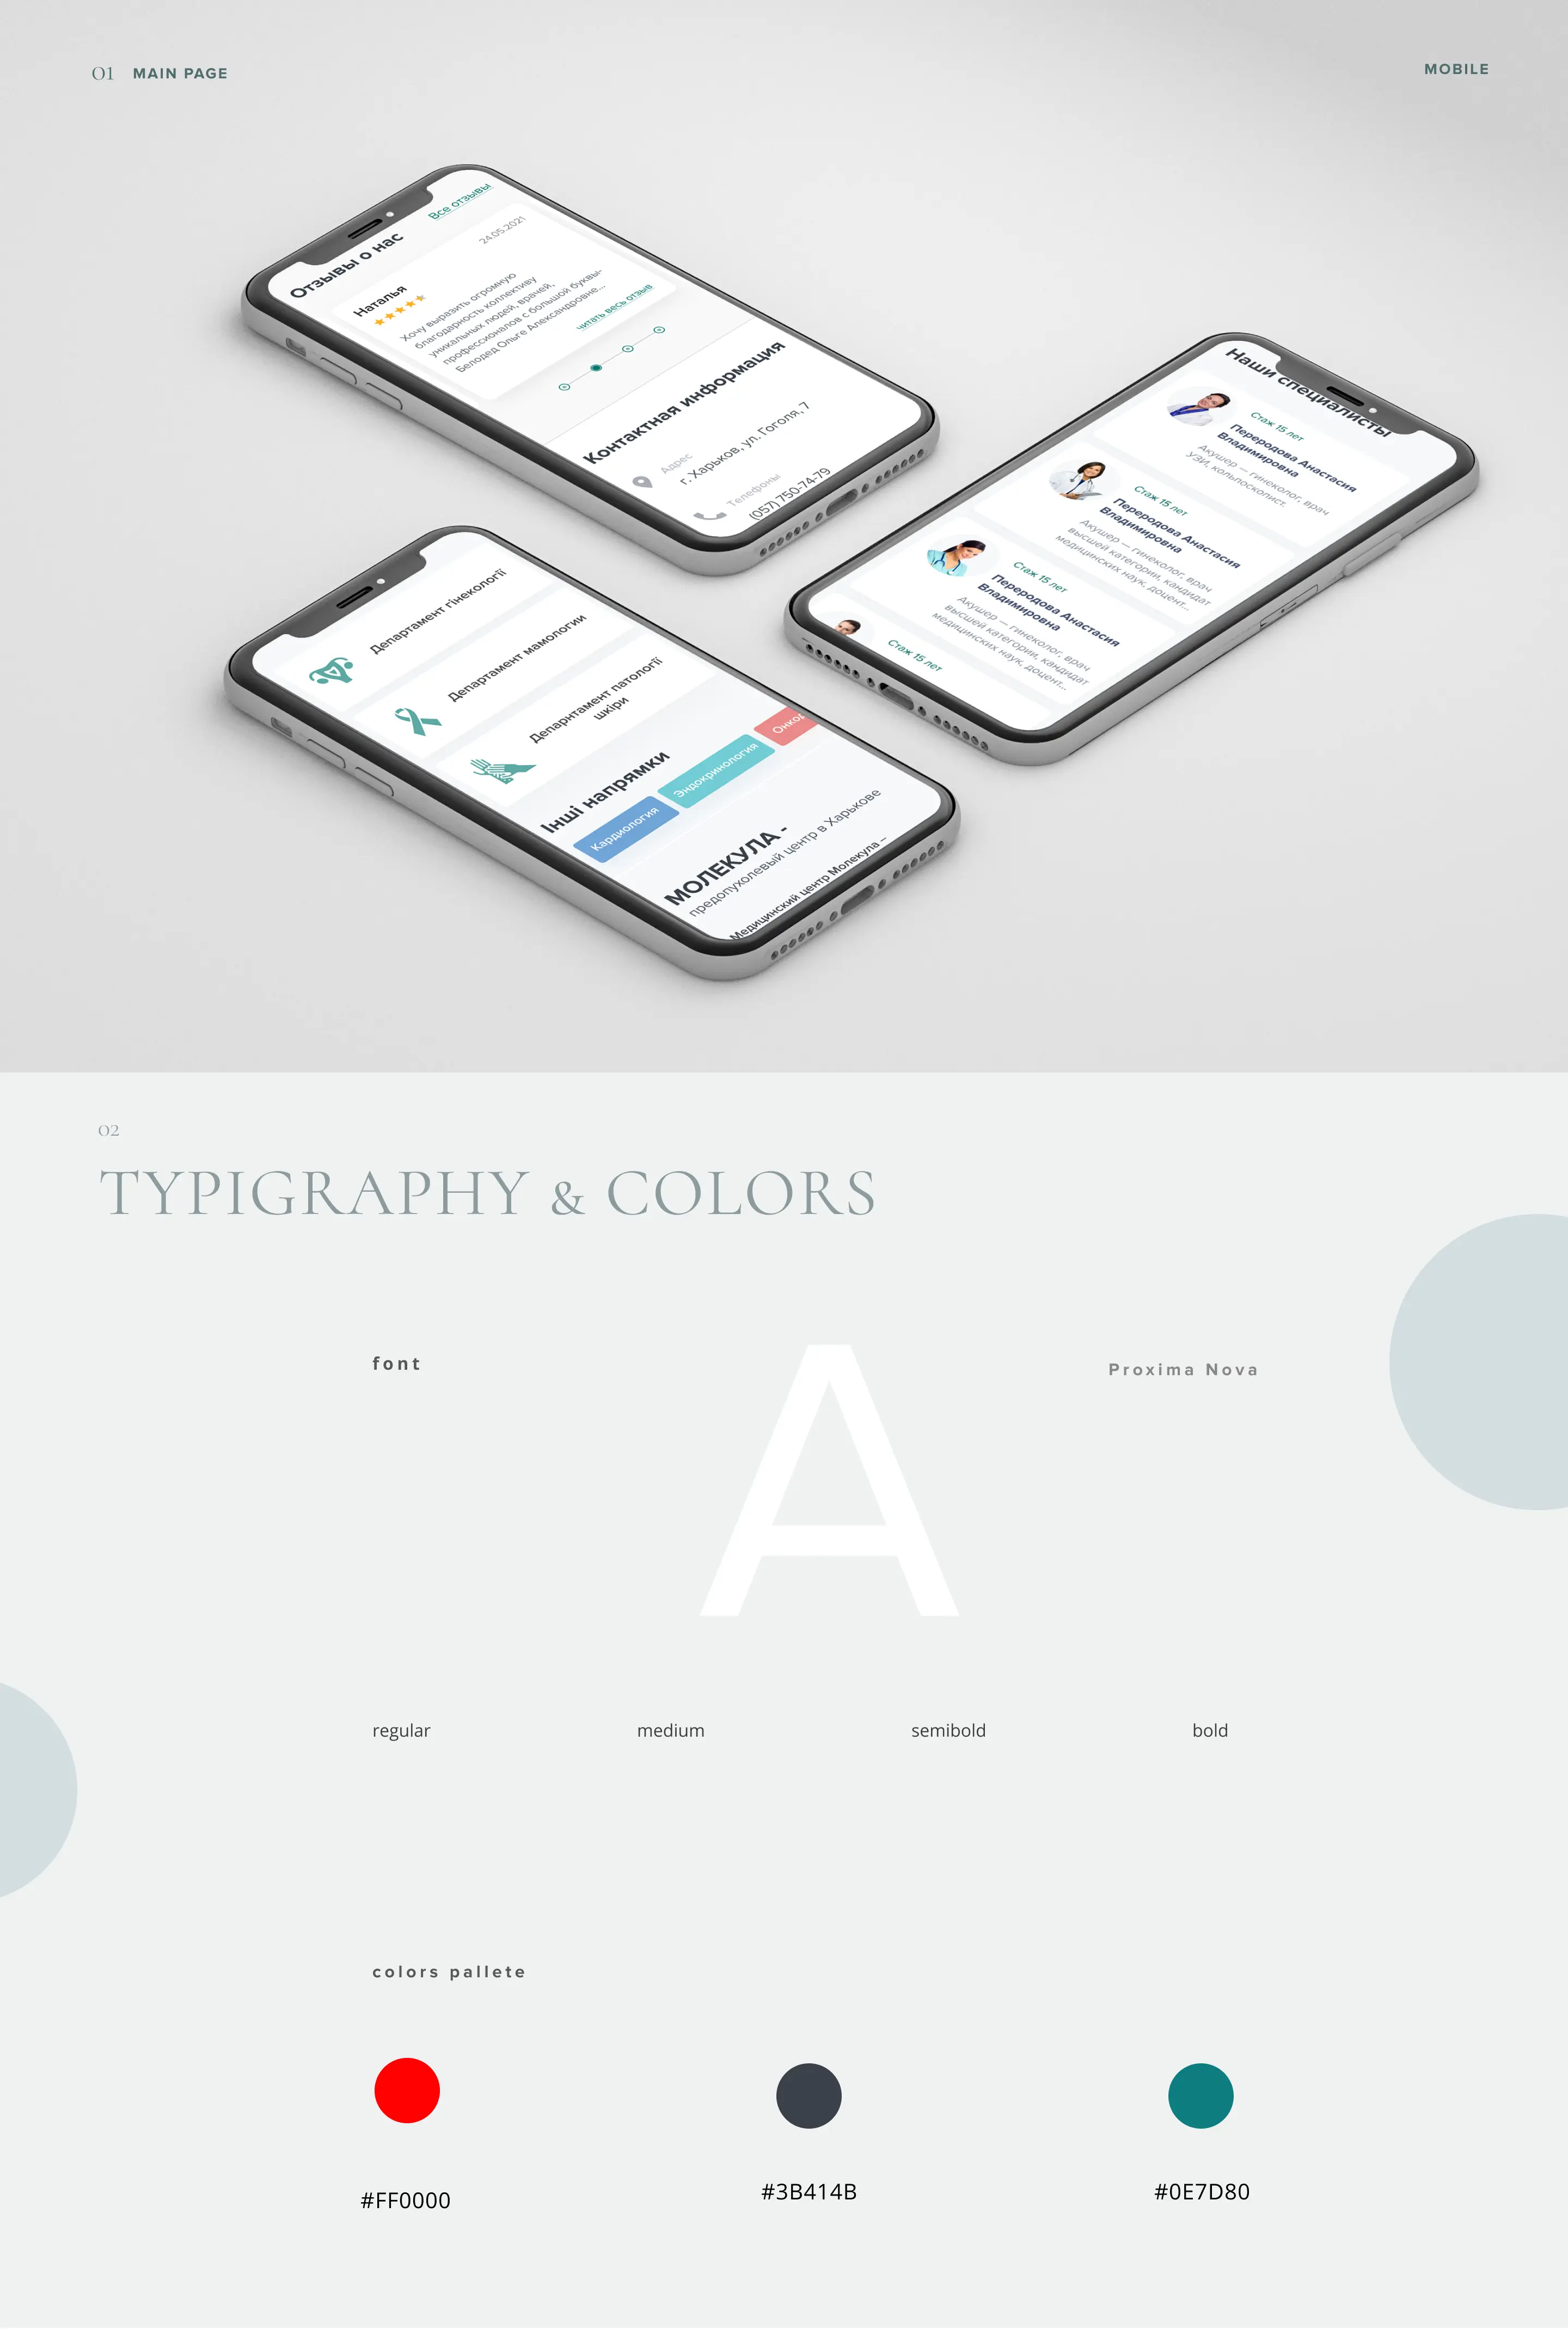 01 MAIN PAGE
MOBILE
Отзывы о нас
Все отзывы
Наталья
24.05.2021
Хочу выразить огромную
благодарность коллективу
уникальных людей, врачей,
профессионалов с большой буквы-
Белодед Ольге Александровне...
читать весь отзыв
Контактная информация
Адрес
г. Харьков, ул. Гоголя, 7
Телефоны
(057) 750-74-79
Наши специалисты
Стаж 15 лет
Переродова Анастасия
Владимировна
Акушер — гинеколог, врач
УЗИ, кольпоскопист.
Стаж 15 лет
Переродова Анастасия
Владимировна
Акушер — гинеколог, врач
высшей категории, кандидат
медицинских наук, доцент...
Стаж 15 лет
Переродова Анастасия
Владимировна
Акушер — гинеколог, врач
высшей категории, кандидат
медицинских наук, доцент...
Стаж 15 лет
Департамент гінекології
Департамент мамологии
Департамент патології
шкіри
Інші напрямки
Кардиология
Эндокринология
МОЛЕКУЛА -
предопухолевый центр в Харькове
Медицинский центр Молекула –
02
TYPIGRAPHY & COLORS
font
A
Proxima Nova
regular
medium
semibold
bold
colors pallete
#FF0000
#3B414B
#0E7D80